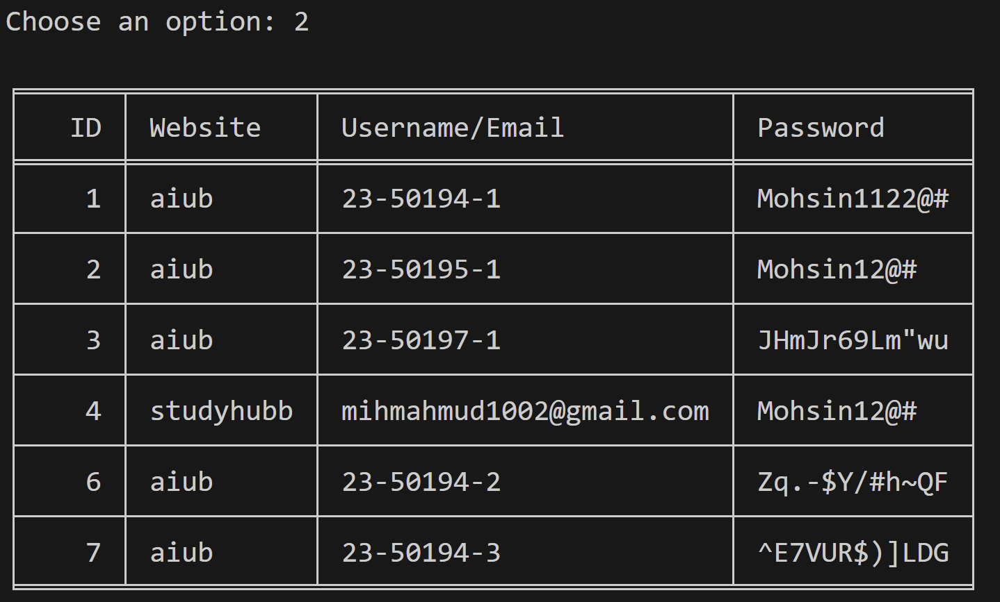 Choose an option: 2
ID Website Username/Email Password
1 aiub 23-50194-1 Mohsin1122@#
2 aiub 23-50195-1 Mohsin12@#
3 aiub 23-50197-1 JHmJr69Lm"wu
4 studyhubb mihmahmud1002@gmail.com Mohsin12@#
6 aiub 23-50194-2 Zq.-$Y/#h~QF
7 aiub 23-50194-3 ^E7VUR$)]LDG